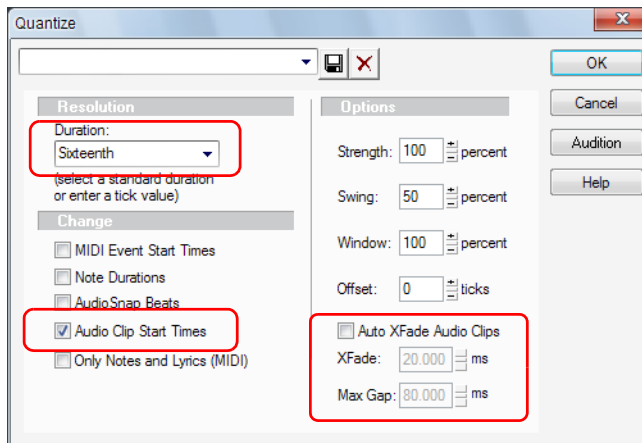 Quantize
OK
Resolution
Options
Cancel
Duration:
Sixteenth
Strength: 100 percent
Audition
(select a standard duration
or enter a tick value)
Swing: 50 percent
Help
Change
MIDI Event Start Times
Window: 100 percent
Note Durations
Offset: 0 ticks
AudioSnap Beats
Audio Clip Start Times
Auto XFade Audio Clips
Only Notes and Lyrics (MIDI)
XFade: 20.000 ms
Max Gap: 80.000 ms